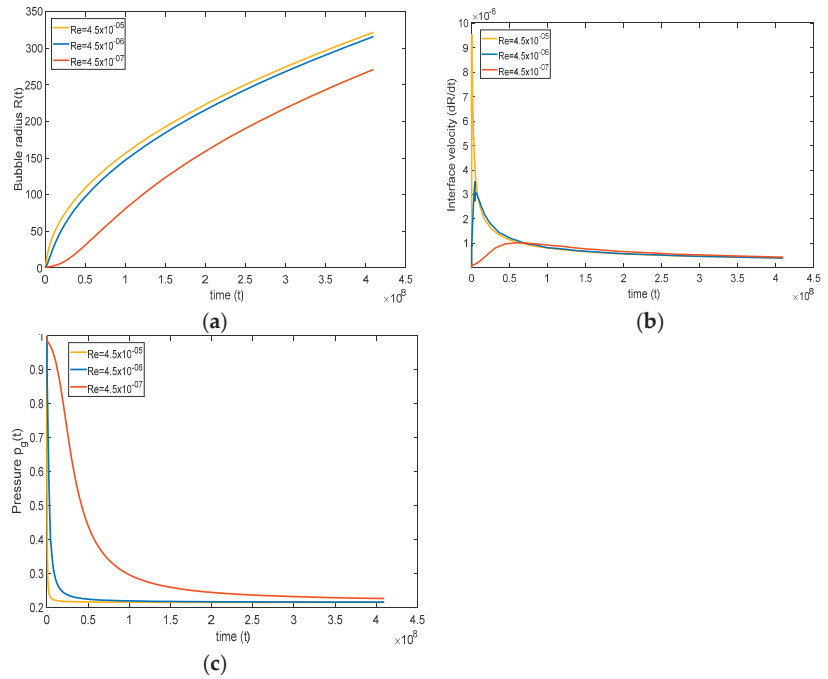 350
300
250
200
150
100
50
0
Bubble radius R(t)
Re=4.5x10^-05
Re=4.5x10^-06
Re=4.5x10^-07
0 0.5 1 1.5 2 2.5 3 3.5 4 4.5
time (t)
×10^8
(a)
×10^-6
10
9
8
7
6
5
4
3
2
1
Interface velocity (dR/dt)
Re=4.5x10^-05
Re=4.5x10^-06
Re=4.5x10^-07
0 0.5 1 1.5 2 2.5 3 3.5 4 4.5
time (t)
×10^8
(b)
1
0.9
0.8
0.7
0.6
0.5
0.4
0.3
0.2
Pressure p_g(t)
Re=4.5x10^-05
Re=4.5x10^-06
Re=4.5x10^-07
0 0.5 1 1.5 2 2.5 3 3.5 4 4.5
time (t)
×10^8
(c)